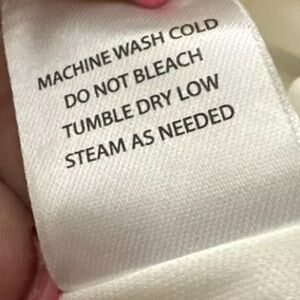 MACHINE WASH COLD
DO NOT BLEACH
TUMBLE DRY LOW
STEAM AS NEEDED